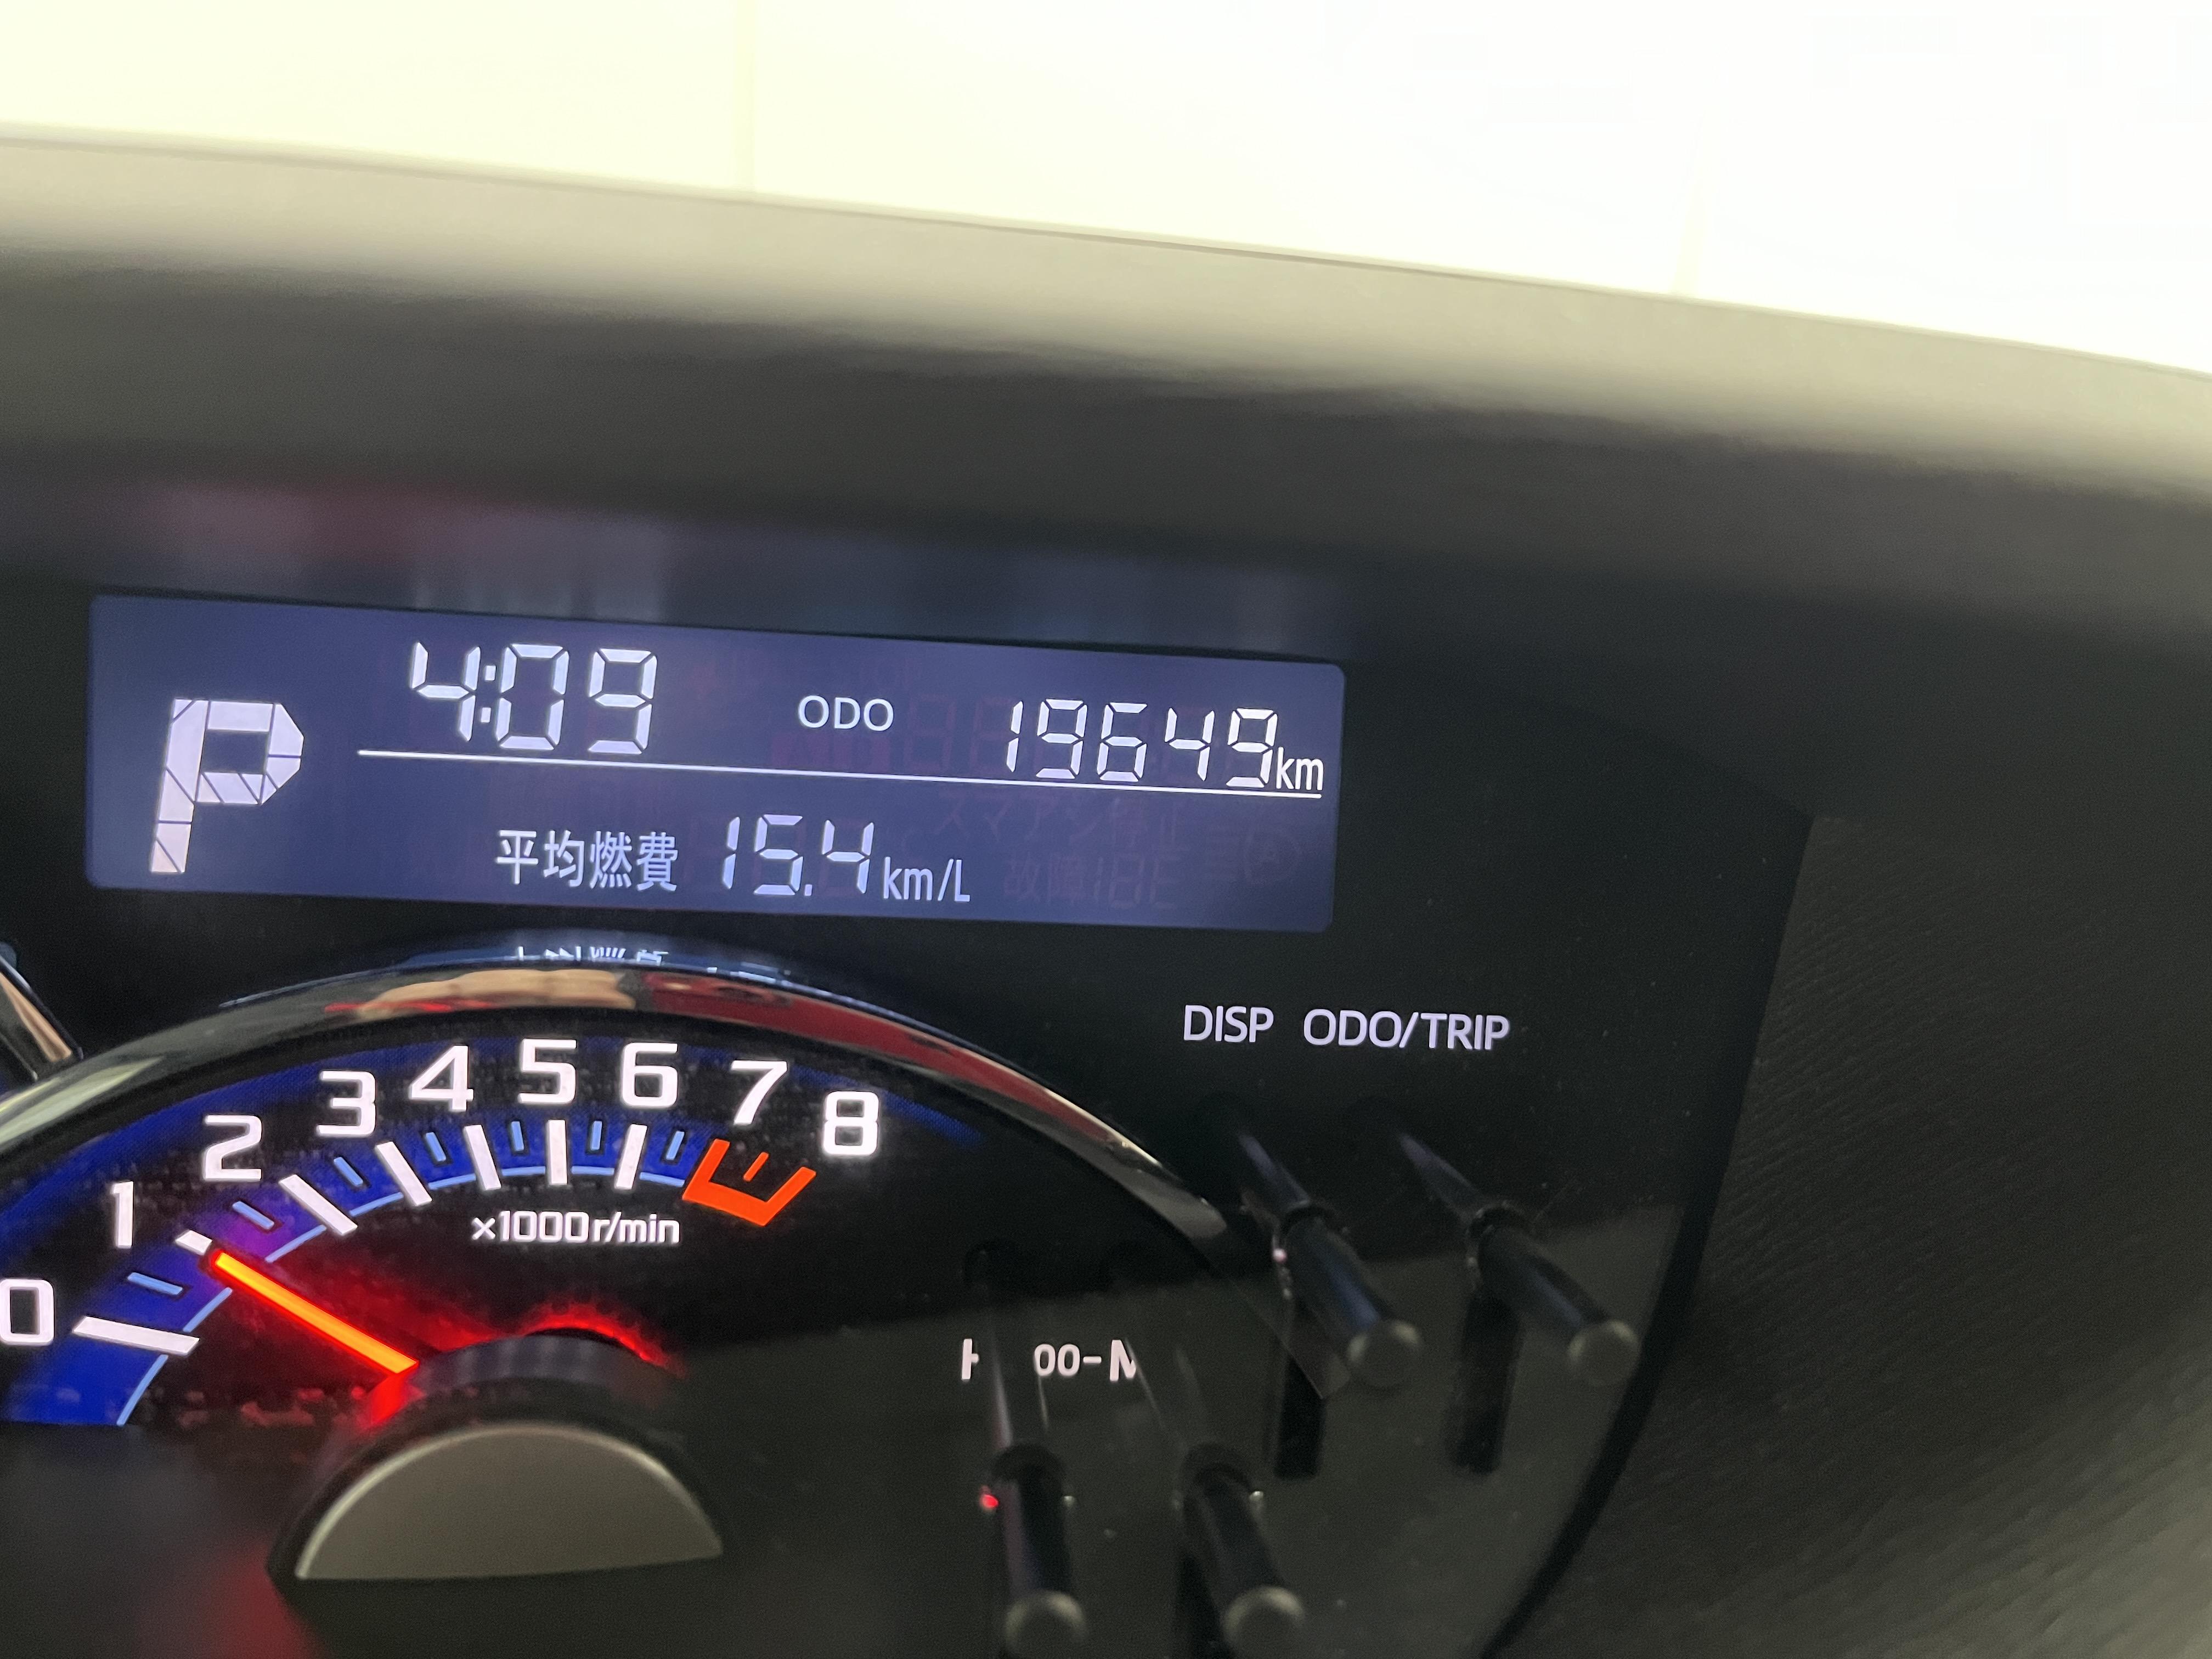 4:09 ODO 19649km
P
平均燃費 15.4km/L
DISP ODO/TRIP
0 1 2 3 4 5 6 7 8
×1000r/min
00-